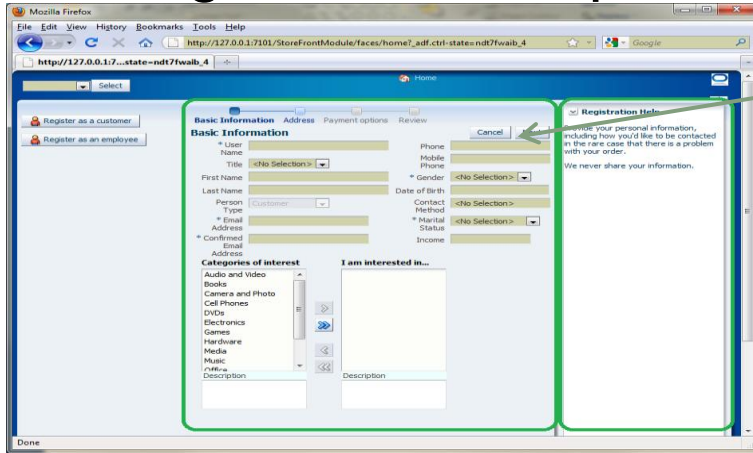 Mozilla Firefox
File Edit View History Bookmarks Tools Help
http://127.0.0.1:7101/StoreFrontModule/faces/home?_adf.ctrl-state=ndt7fwaib_4
Google
http://127.0.0.1:7...state=ndt7fwaib_4
Select
Home
Register as a customer
Register as an employee
Basic Information Address Payment options Review
Basic Information
Cancel
* User Name
Title <No Selection>
First Name
Last Name
Person Type Customer
* Email Address
* Confirmed Email Address
Phone
Mobile Phone
* Gender <No Selection>
Date of Birth
Contact Method <No Selection>
* Marital Status <No Selection>
Income
Categories of interest
Audio and Video
Books
Camera and Photo
Cell Phones
DVDs
Electronics
Games
Hardware
Media
Music
Office
Description
I am interested in...
Description
Registration Help
Provide your personal information,
including how you'd like to be contacted
in the rare case that there is a problem
with your order.
We never share your information.
Done